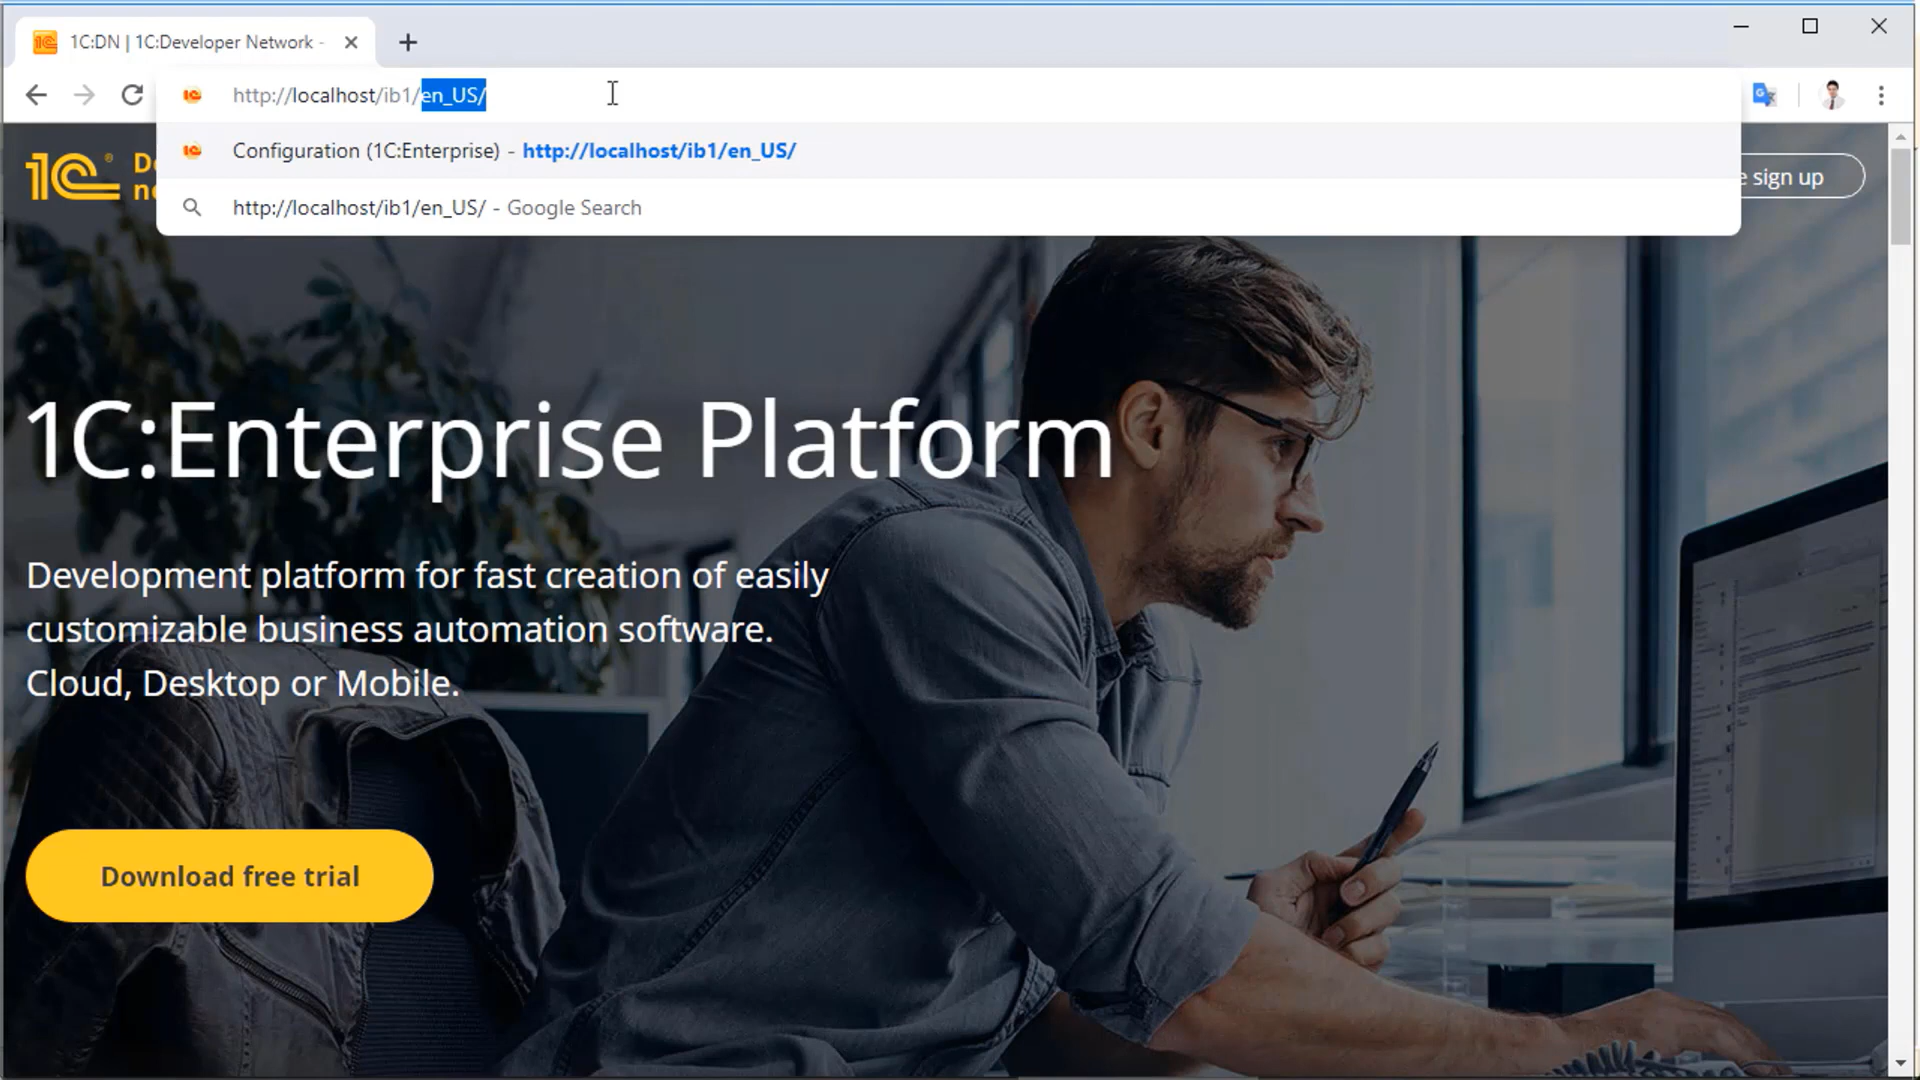 1C:DN | 1C:Developer Network -
http://localhost/ib1/en_US/
Configuration (1C:Enterprise) - http://localhost/ib1/en_US/
http://localhost/ib1/en_US/ - Google Search
1C
D
n
e sign up
1C:Enterprise Platform
Development platform for fast creation of easily
customizable business automation software.
Cloud, Desktop or Mobile.
Download free trial